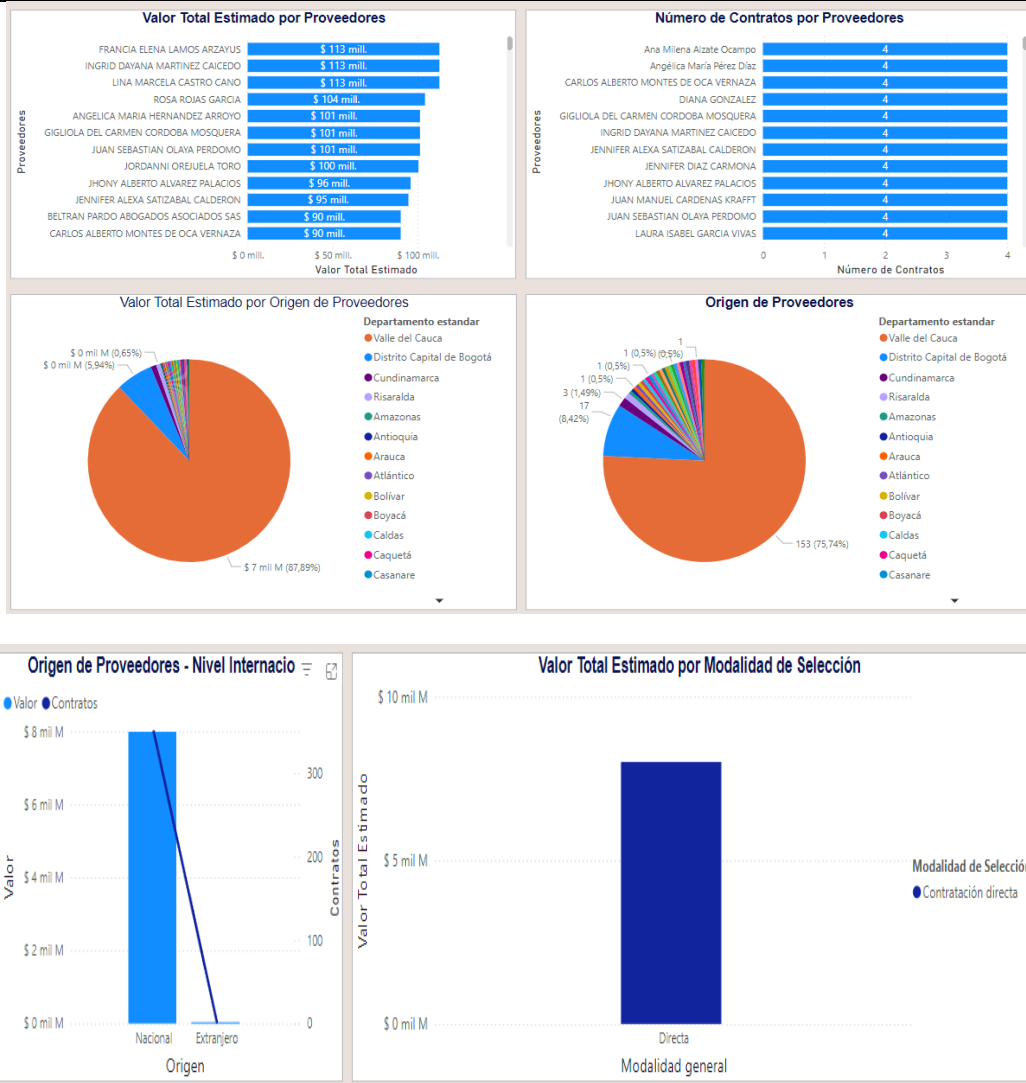 Valor Total Estimado por Proveedores
Proveedores
FRANCIA ELENA LAMOS ARZAYUS $ 113 mill.
INGRID DAYANA MARTINEZ CAICEDO $ 113 mill.
LINA MARCELA CASTRO CANO $ 113 mill.
ROSA ROJAS GARCIA $ 104 mill.
ANGELICA MARIA HERNANDEZ ARROYO $ 101 mill.
GIGLIOLA DEL CARMEN CORDOBA MOSQUERA $ 101 mill.
JUAN SEBASTIAN OLAYA PERDOMO $ 101 mill.
JORDANNI OREJUELA TORO $ 100 mill.
JHONY ALBERTO ALVAREZ PALACIOS $ 96 mill.
JENNIFER ALEXA SATIZABAL CALDERON $ 95 mill.
BELTRAN PARDO ABOGADOS ASOCIADOS SAS $ 90 mill.
CARLOS ALBERTO MONTES DE OCA VERNAZA $ 90 mill.
$ 0 mill. $ 50 mill. $ 100 mill.
Valor Total Estimado
Número de Contratos por Proveedores
Proveedores
Ana Milena Alzate Ocampo 4
Angélica María Pérez Díaz 4
CARLOS ALBERTO MONTES DE OCA VERNAZA 4
DIANA GONZALEZ 4
GIGLIOLA DEL CARMEN CORDOBA MOSQUERA 4
INGRID DAYANA MARTINEZ CAICEDO 4
JENNIFER ALEXA SATIZABAL CALDERON 4
JENNIFER DIAZ CARMONA 4
JHONY ALBERTO ALVAREZ PALACIOS 4
JUAN MANUEL CARDENAS KRAFFT 4
JUAN SEBASTIAN OLAYA PERDOMO 4
LAURA ISABEL GARCIA VIVAS 4
0 1 2 3 4
Número de Contratos
Valor Total Estimado por Origen de Proveedores
$ 0 mil M (0,65%)
$ 0 mil M (5,94%)
$ 7 mil M (87,89%)
Departamento estandar
Valle del Cauca
Distrito Capital de Bogotá
Cundinamarca
Risaralda
Amazonas
Antioquia
Arauca
Atlántico
Bolívar
Boyacá
Caldas
Caquetá
Casanare
Origen de Proveedores
1
1 (0,5%) (0,5%)
1 (0,5%)
1 (0,5%)
3 (1,49%)
17
(8,42%)
153 (75,74%)
Departamento estandar
Valle del Cauca
Distrito Capital de Bogotá
Cundinamarca
Risaralda
Amazonas
Antioquia
Arauca
Atlántico
Bolívar
Boyacá
Caldas
Caquetá
Casanare
Origen de Proveedores - Nivel Internacio
Valor Contratos
Valor
$ 8 mil M
$ 6 mil M
$ 4 mil M
$ 2 mil M
$ 0 mil M
300
200
100
0
Contratos
Nacional Extranjero
Origen
Valor Total Estimado por Modalidad de Selección
Valor Total Estimado
$ 10 mil M
$ 5 mil M
$ 0 mil M
Directa
Modalidad general
Modalidad de Selección
Contratación directa